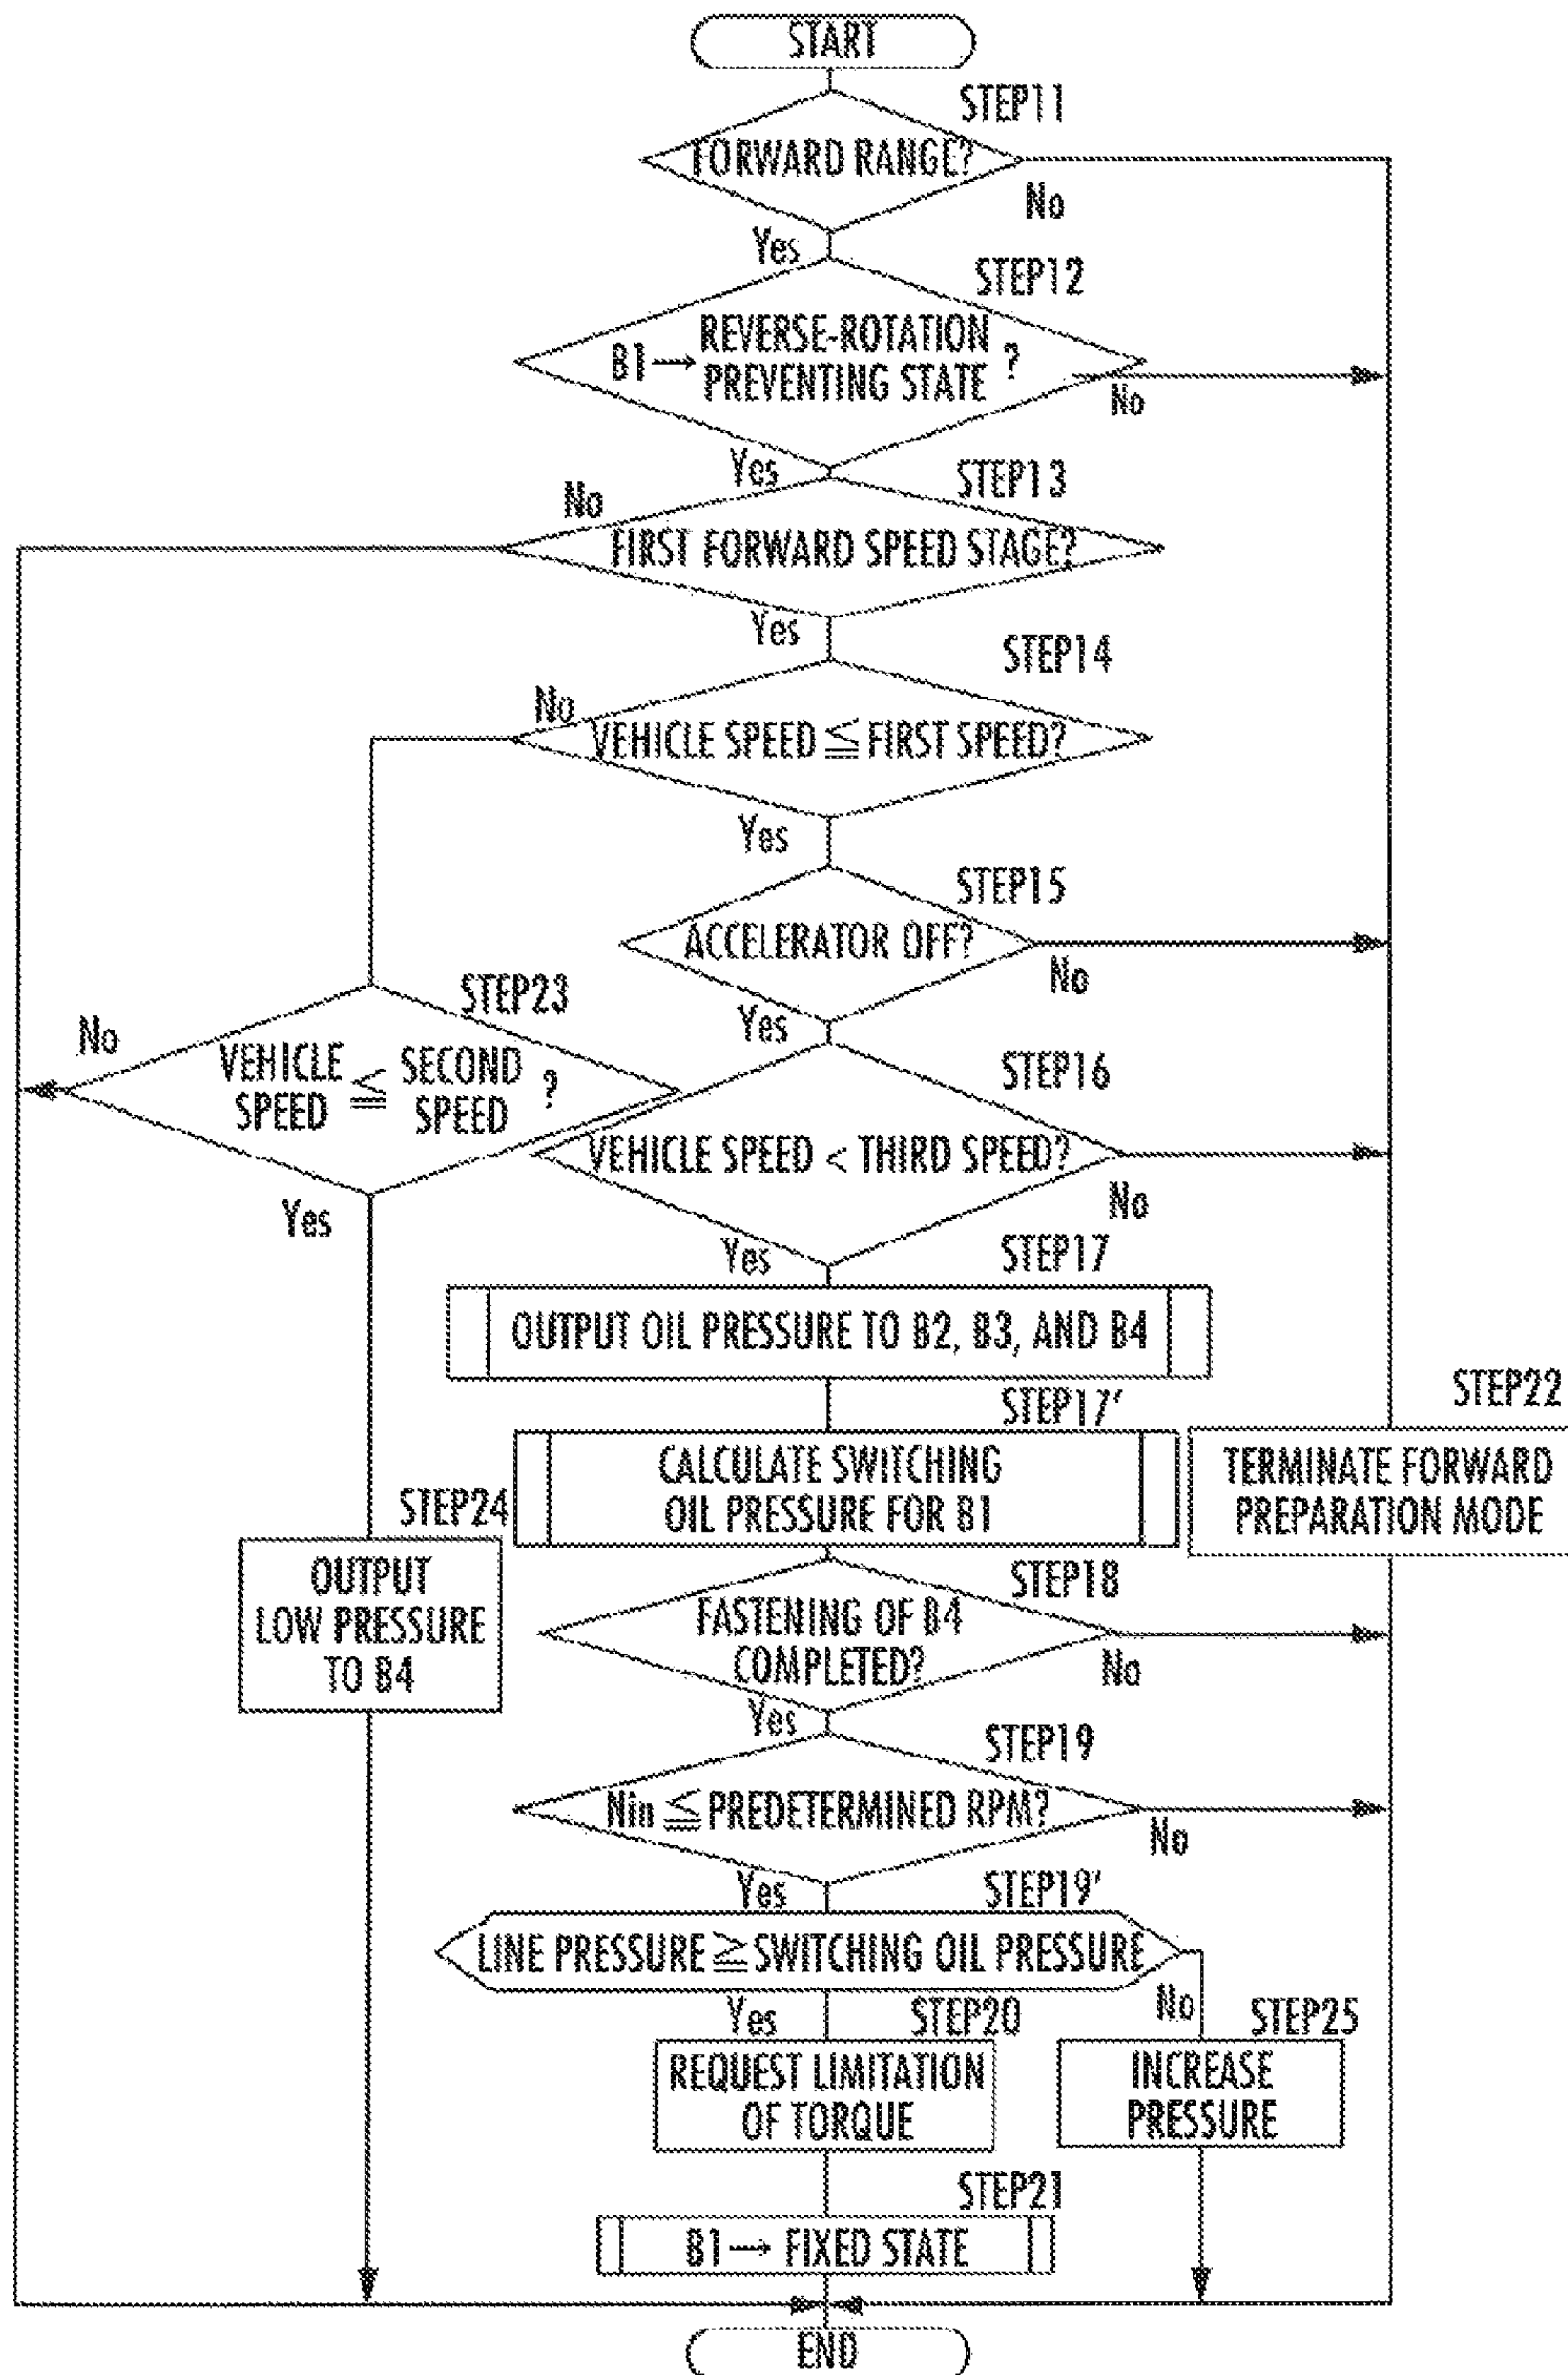 START
STEP11
FORWARD RANGE?
No
Yes
STEP12
B1→ REVERSE-ROTATION
PREVENTING STATE ?
No
Yes
STEP13
No
FIRST FORWARD SPEED STAGE?
Yes
STEP14
No
VEHICLE SPEED ≦ FIRST SPEED?
Yes
STEP15
ACCELERATOR OFF?
No
Yes
STEP23
No
VEHICLE
SPEED ≦ SECOND
SPEED ?
Yes
STEP16
VEHICLE SPEED < THIRD SPEED?
No
Yes
STEP17
OUTPUT OIL PRESSURE TO B2, B3, AND B4
STEP17'
CALCULATE SWITCHING
OIL PRESSURE FOR B1
STEP22
TERMINATE FORWARD
PREPARATION MODE
STEP24
OUTPUT
LOW PRESSURE
TO B4
STEP18
FASTENING OF B4
COMPLETED?
No
Yes
STEP19
Nin ≦ PREDETERMINED RPM?
No
Yes
STEP19'
LINE PRESSURE ≧ SWITCHING OIL PRESSURE
Yes
No
STEP20
REQUEST LIMITATION
OF TORQUE
STEP25
INCREASE
PRESSURE
STEP21
B1→ FIXED STATE
END